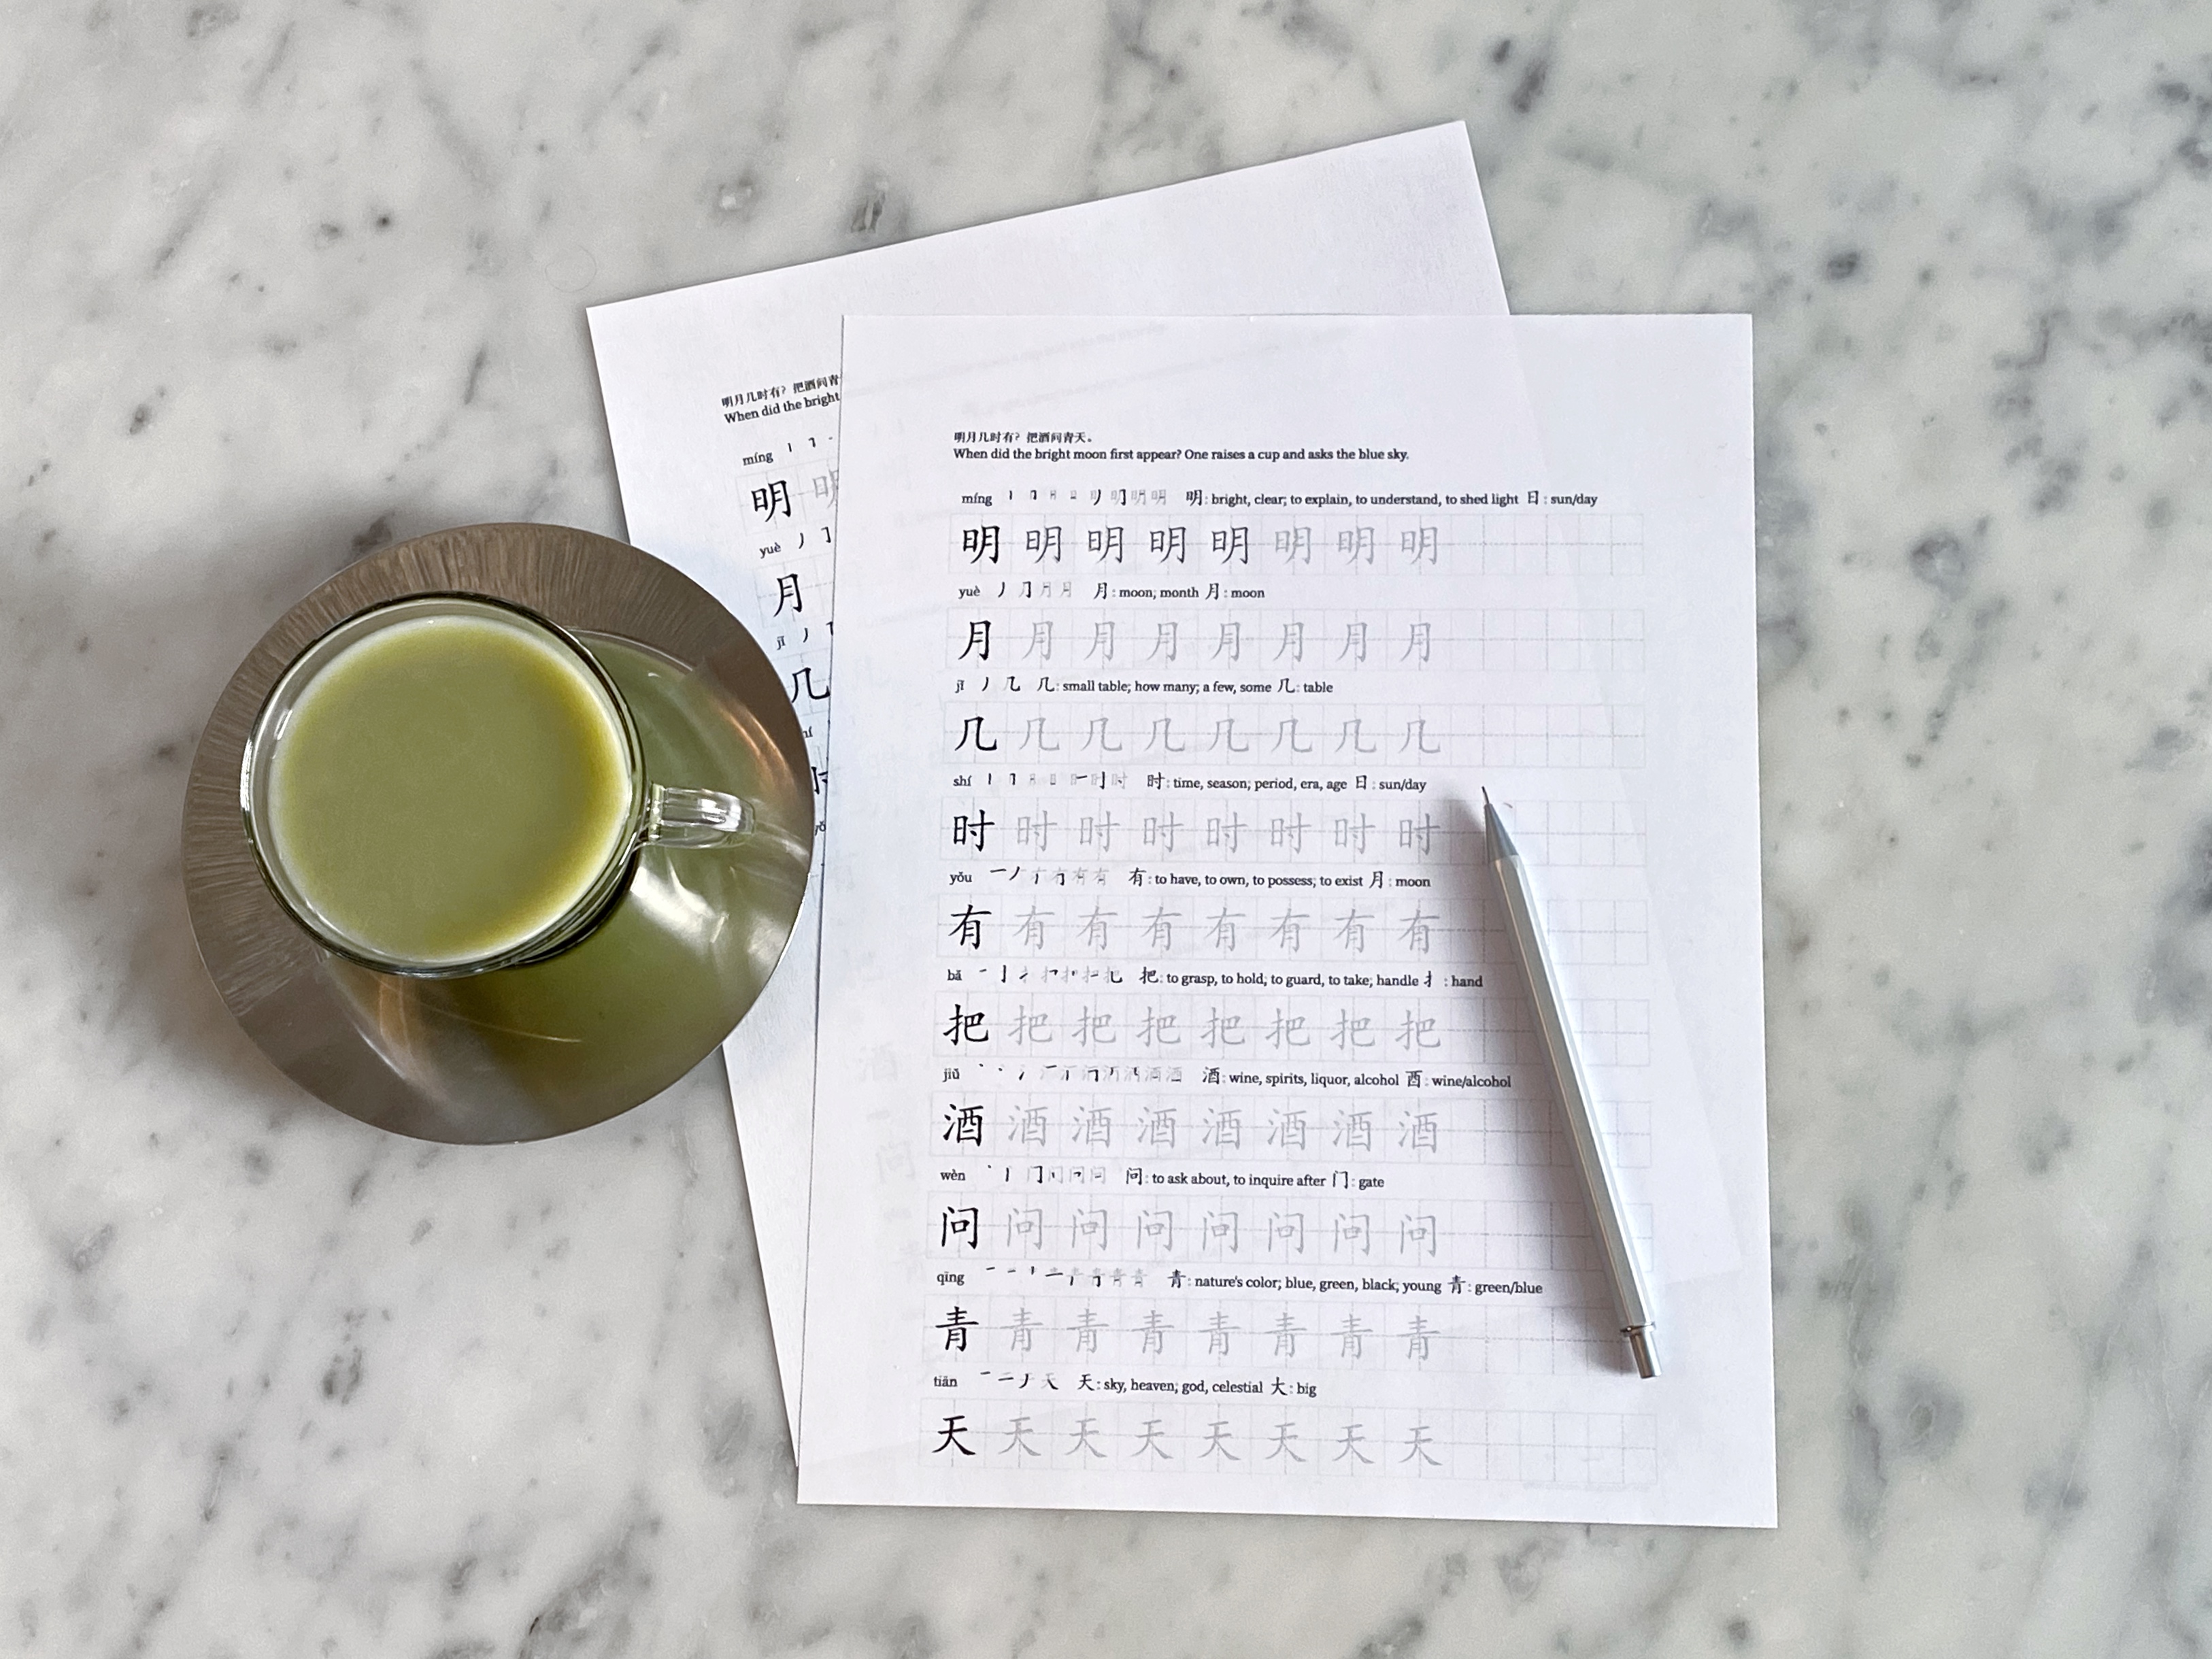 明月几时有？把酒问青
When did the bright
míng
明 明
yuè
月
jī
几
明月几时有？把酒问青天。
When did the bright moon first appear? One raises a cup and asks the blue sky.
míng 明: bright, clear; to explain, to understand, to shed light 日: sun/day
明 明 明 明 明 明 明 明
yuè 月: moon; month 月: moon
月 月 月 月 月 月 月 月
jī 几: small table; how many; a few, some 几: table
几 几 几 几 几 几 几 几
shí 时: time, season; period, era, age 日: sun/day
时 时 时 时 时 时 时 时
yǒu 有: to have, to own, to possess; to exist 月: moon
有 有 有 有 有 有 有 有
bǎ 把: to grasp, to hold; to guard, to take; handle 扌: hand
把 把 把 把 把 把 把 把
jiǔ 酒: wine, spirits, liquor, alcohol 酉: wine/alcohol
酒 酒 酒 酒 酒 酒 酒 酒
wèn 问: to ask about, to inquire after 门: gate
问 问 问 问 问 问 问 问
qīng 青: nature's color; blue, green, black; young 青: green/blue
青 青 青 青 青 青 青 青
tiān 天: sky, heaven; god, celestial 大: big
天 天 天 天 天 天 天 天